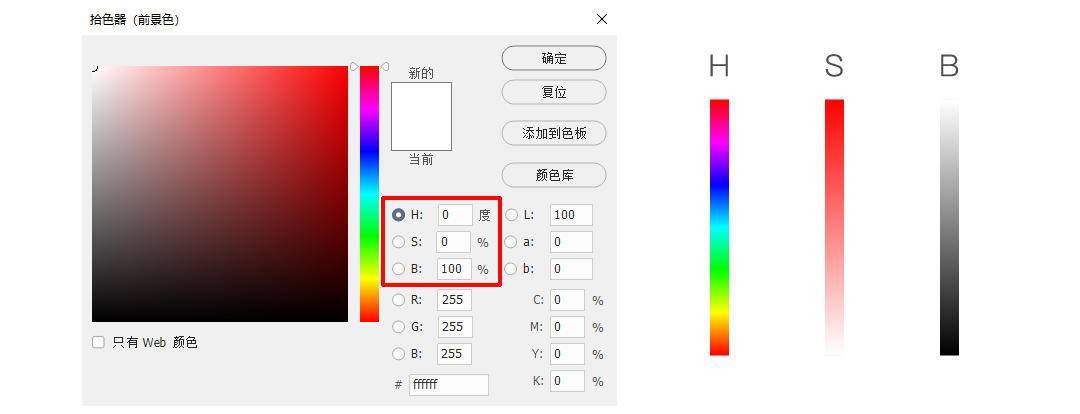 拾色器（前景色）
新的
当前
确定
复位
添加到色板
颜色库
H: 0 度
S: 0 %
B: 100 %
L: 100
a: 0
b: 0
R: 255
G: 255
B: 255
C: 0 %
M: 0 %
Y: 0 %
K: 0 %
# ffffff
只有 Web 颜色
H S B